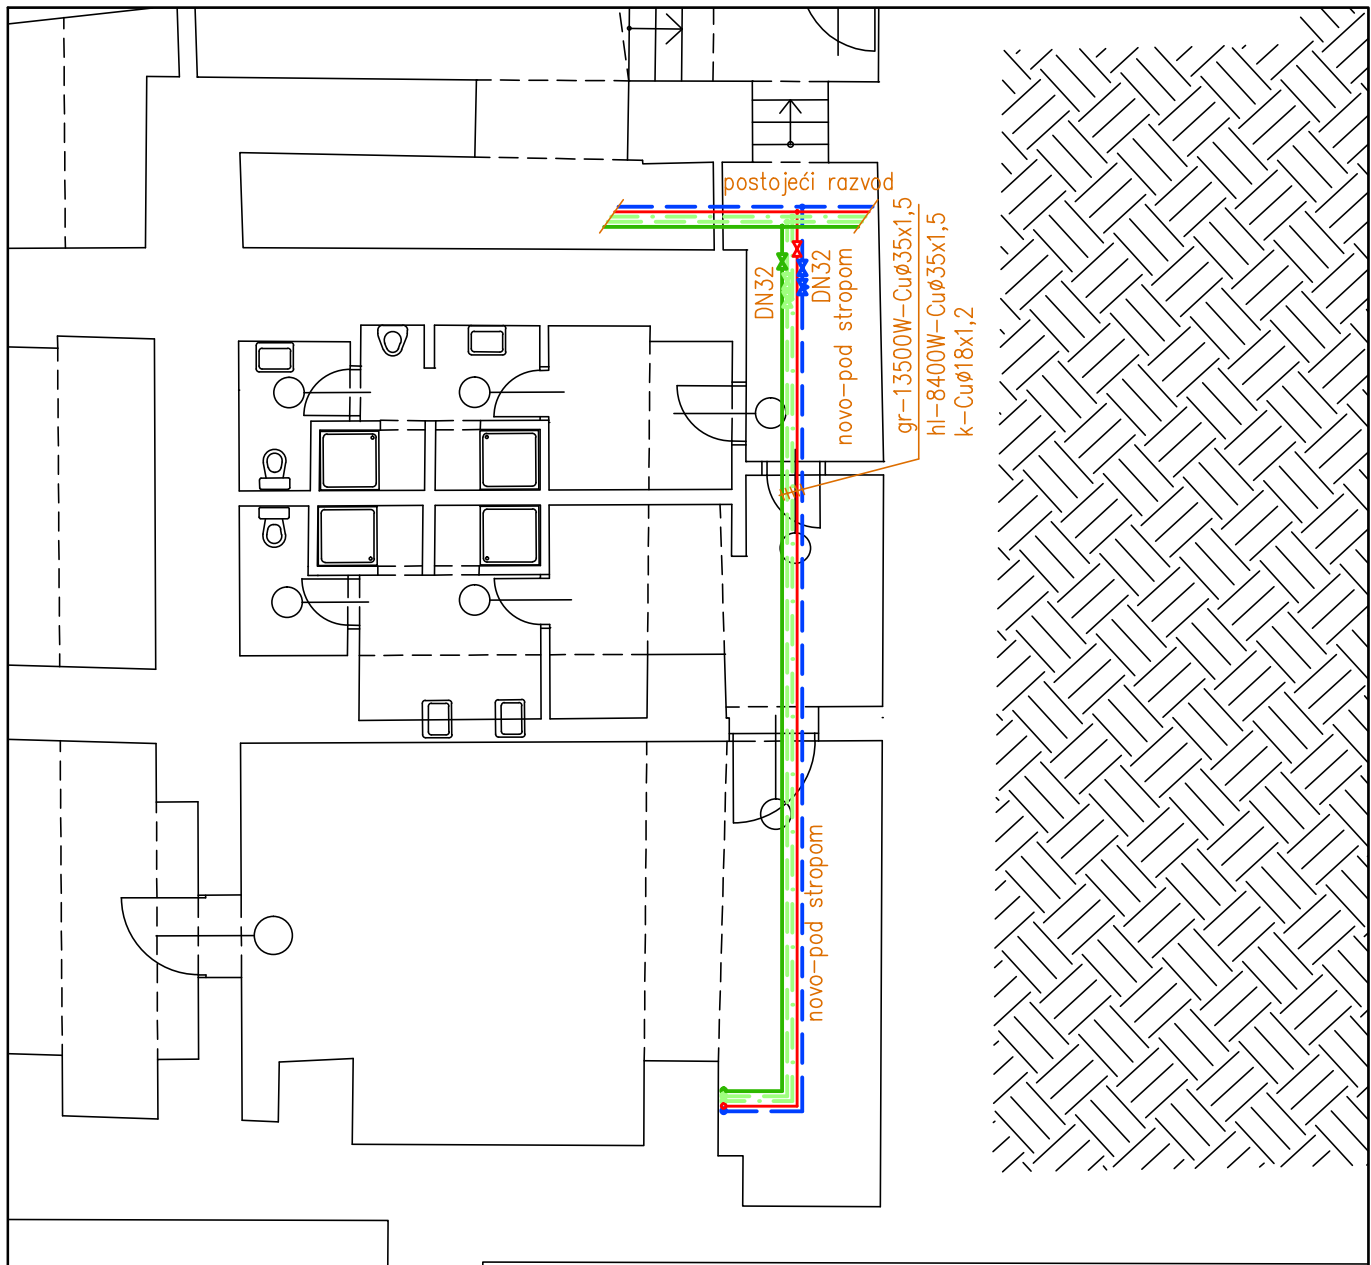 postojeći razvod
DN32
DN32
novo-pod stropom
gr-13500W-Cuø35x1,5
hl-8400W-Cuø35x1,5
k-Cuø18x1,2
novo-pod stropom